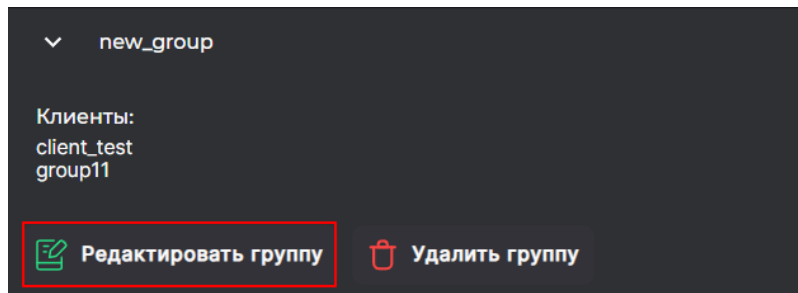 new_group
Клиенты:
client_test
group11
Редактировать группу
Удалить группу